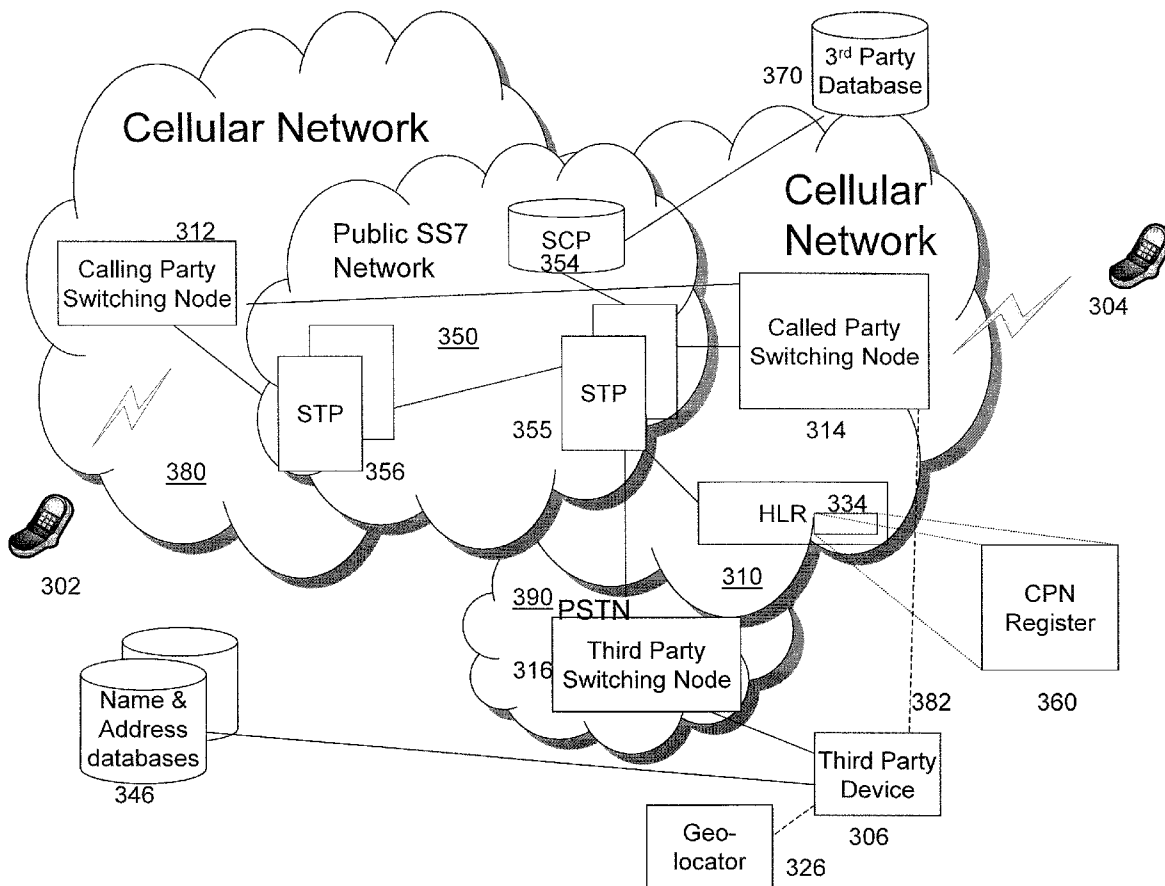 370
3rd Party
Database
Cellular Network
Cellular
Network
312
Calling Party
Switching Node
Public SS7
Network
SCP
354
304
350
Called Party
Switching Node
STP
STP
355
314
356
380
HLR
334
302
310
390
PSTN
CPN
Register
316
Third Party
Switching Node
382
360
Name &
Address
databases
346
Third Party
Device
306
Geo-
locator
326